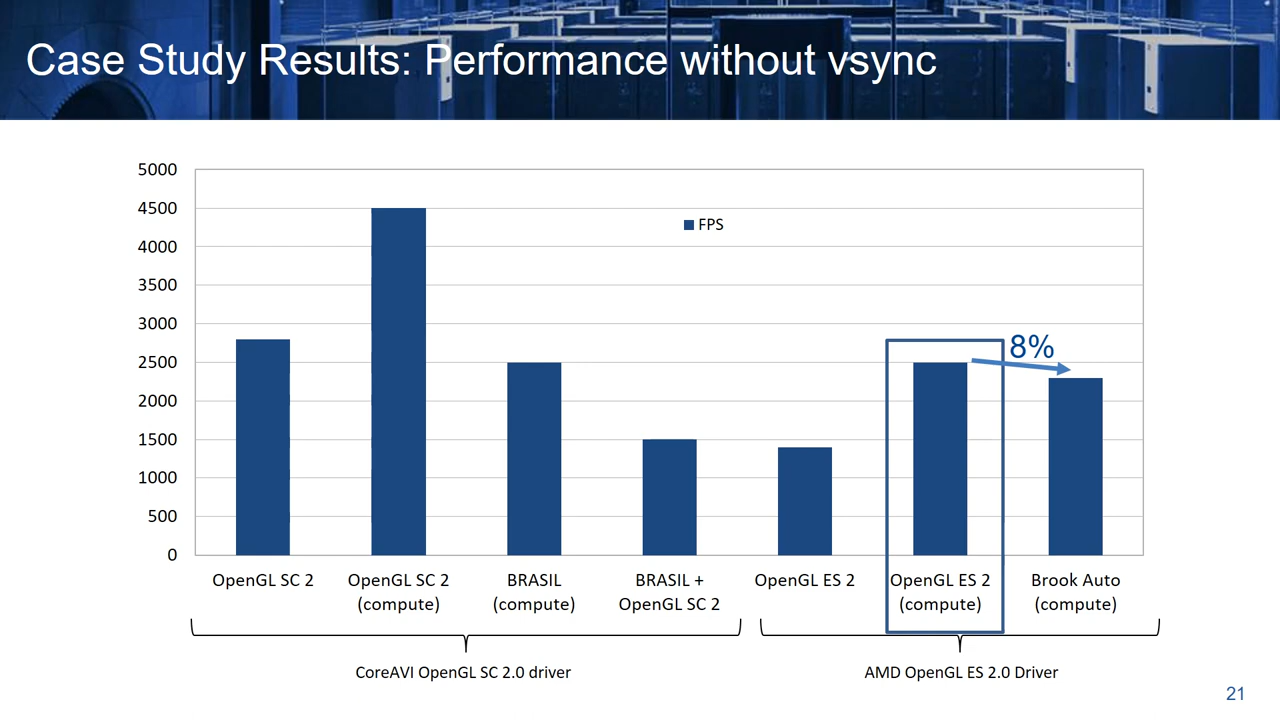 Case Study Results: Performance without vsync
5000
4500
4000
3500
3000
2500
2000
1500
1000
500
0
FPS
8%
OpenGL SC 2
OpenGL SC 2
(compute)
BRASIL
(compute)
BRASIL +
OpenGL SC 2
OpenGL ES 2
OpenGL ES 2
(compute)
Brook Auto
(compute)
CoreAVI OpenGL SC 2.0 driver
AMD OpenGL ES 2.0 Driver
21